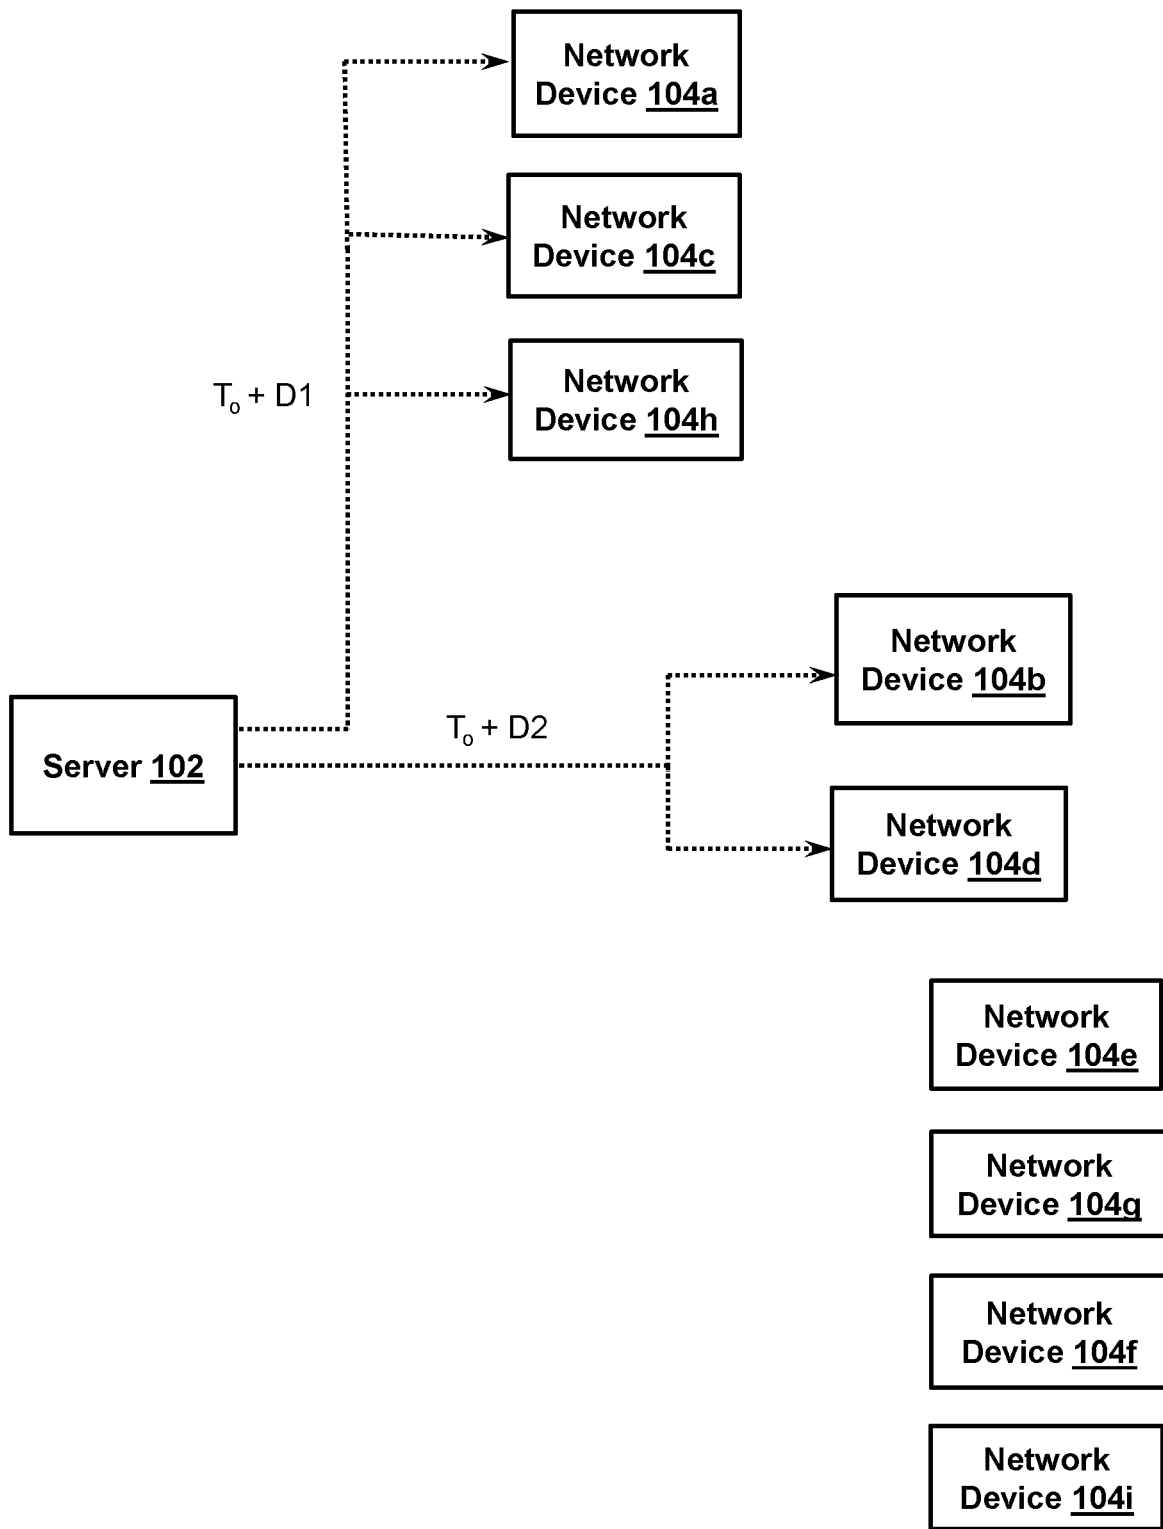 Network
Device 104a
Network
Device 104c
Network
Device 104h
To + D1
Network
Device 104b
To + D2
Server 102
Network
Device 104d
Network
Device 104e
Network
Device 104g
Network
Device 104f
Network
Device 104i